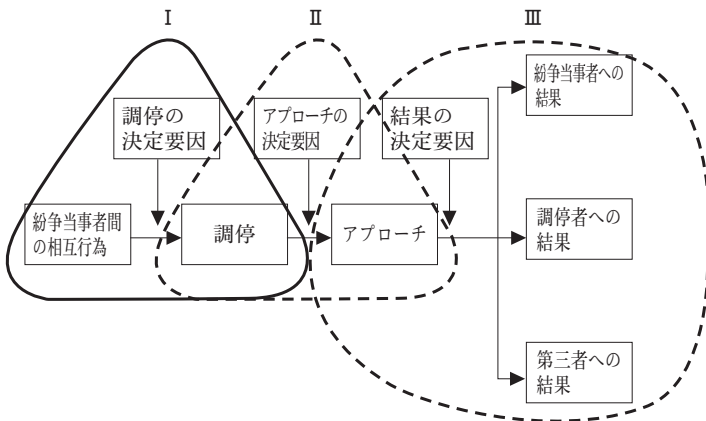 Ⅰ
Ⅱ
Ⅲ
調停の
決定要因
アプローチの
決定要因
結果の
決定要因
紛争当事者への
結果
紛争当事者間
の相互行為
調停
アプローチ
調停者への
結果
第三者への
結果